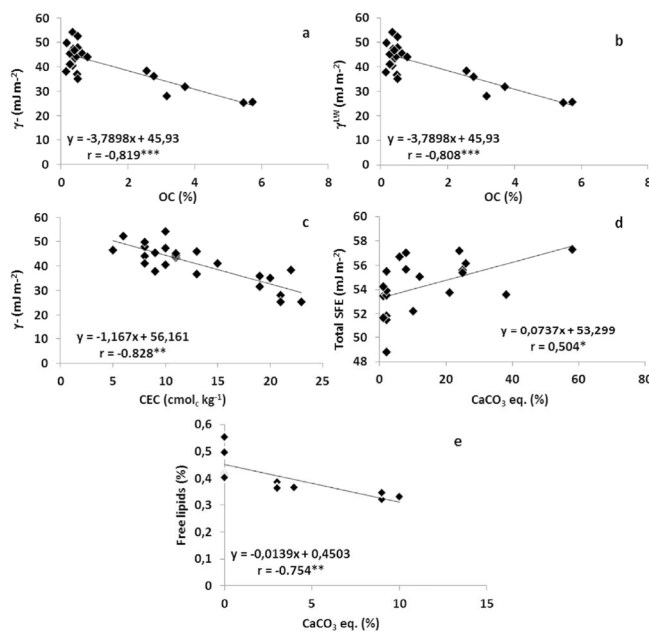 a
γ- (mJ m-²)
60
50
40
30
20
10
0
y = -3,7898x + 45,93
r = -0,819***
0 2 4 6 8
OC (%)
b
γLW (mJ m-²)
60
50
40
30
20
10
0
y = -3,7898x + 45,93
r = -0,808***
0 2 4 6 8
OC (%)
c
γ- (mJ m-²)
60
50
40
30
20
10
0
y = -1,167x + 56,161
r = -0.828**
0 5 10 15 20 25
CEC (cmolc kg-1)
d
Total SFE (mJ m-²)
60
58
56
54
52
50
48
y = 0,0737x + 53,299
r = 0,504*
0 20 40 60 80
CaCO₃ eq. (%)
e
Free lipids (%)
0,6
0,5
0,4
0,3
0,2
0,1
0
y = -0,0139x + 0,4503
r = -0.754**
0 5 10 15
CaCO₃ eq. (%)